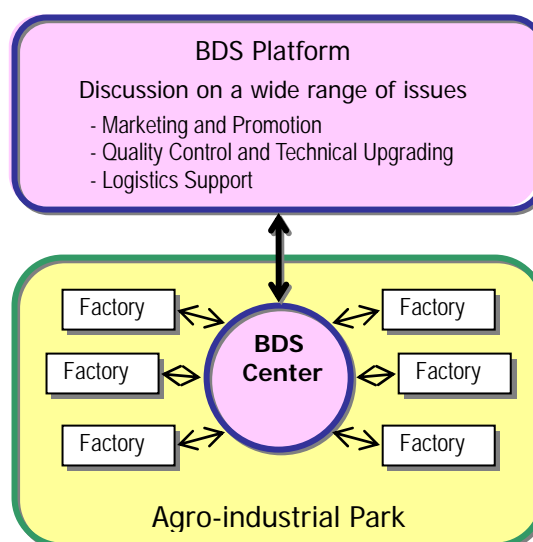 BDS Platform
Discussion on a wide range of issues
- Marketing and Promotion
- Quality Control and Technical Upgrading
- Logistics Support
Factory
Factory
BDS
Center
Factory
Factory
Factory
Factory
Agro-industrial Park